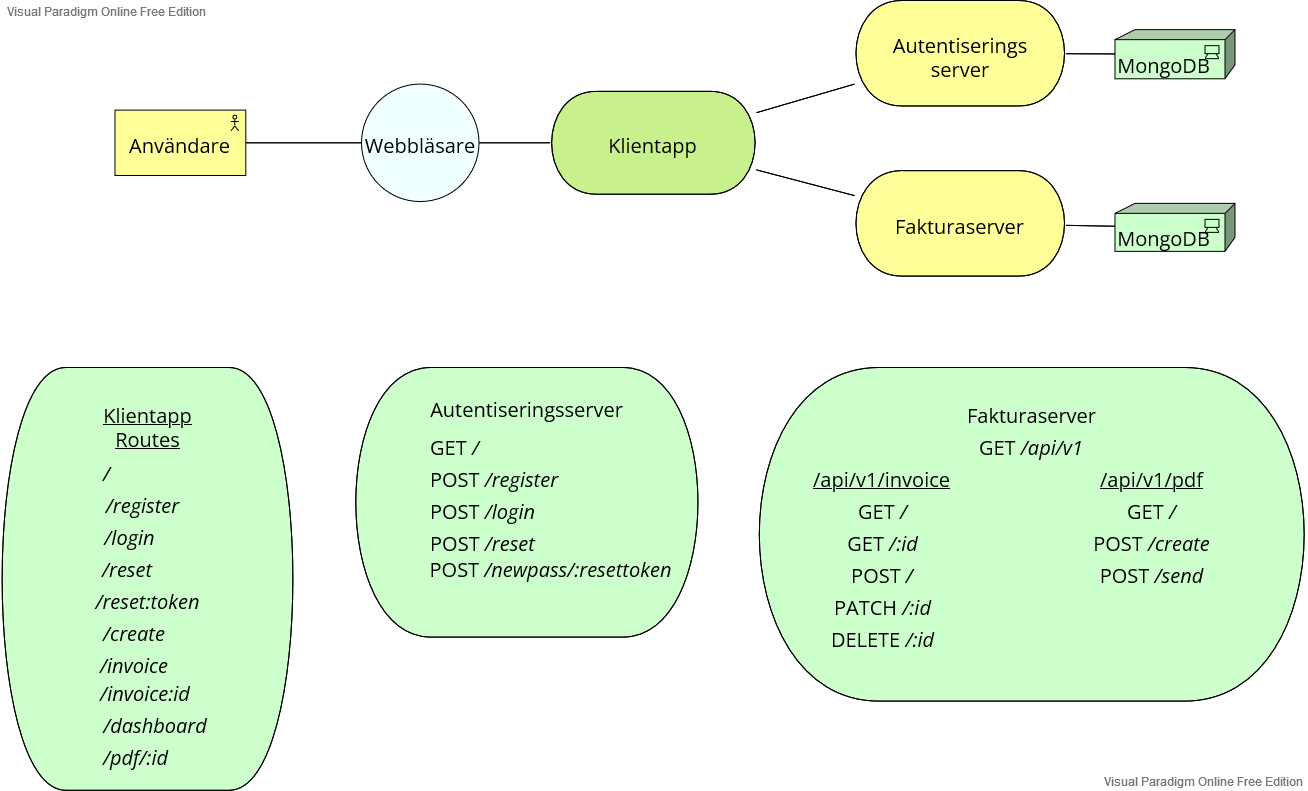 Visual Paradigm Online Free Edition
Användare
Webbläsare
Klientapp
Autentiserings
server
MongoDB
Fakturaserver
MongoDB
Klientapp
Routes
/
/register
/login
/reset
/reset:token
/create
/invoice
/invoice:id
/dashboard
/pdf/:id
Autentiseringsserver
GET /
POST /register
POST /login
POST /reset
POST /newpass/:resettoken
Fakturaserver
GET /api/v1
/api/v1/invoice
GET /
GET /:id
POST /
PATCH /:id
DELETE /:id
/api/v1/pdf
GET /
POST /create
POST /send
Visual Paradigm Online Free Edition